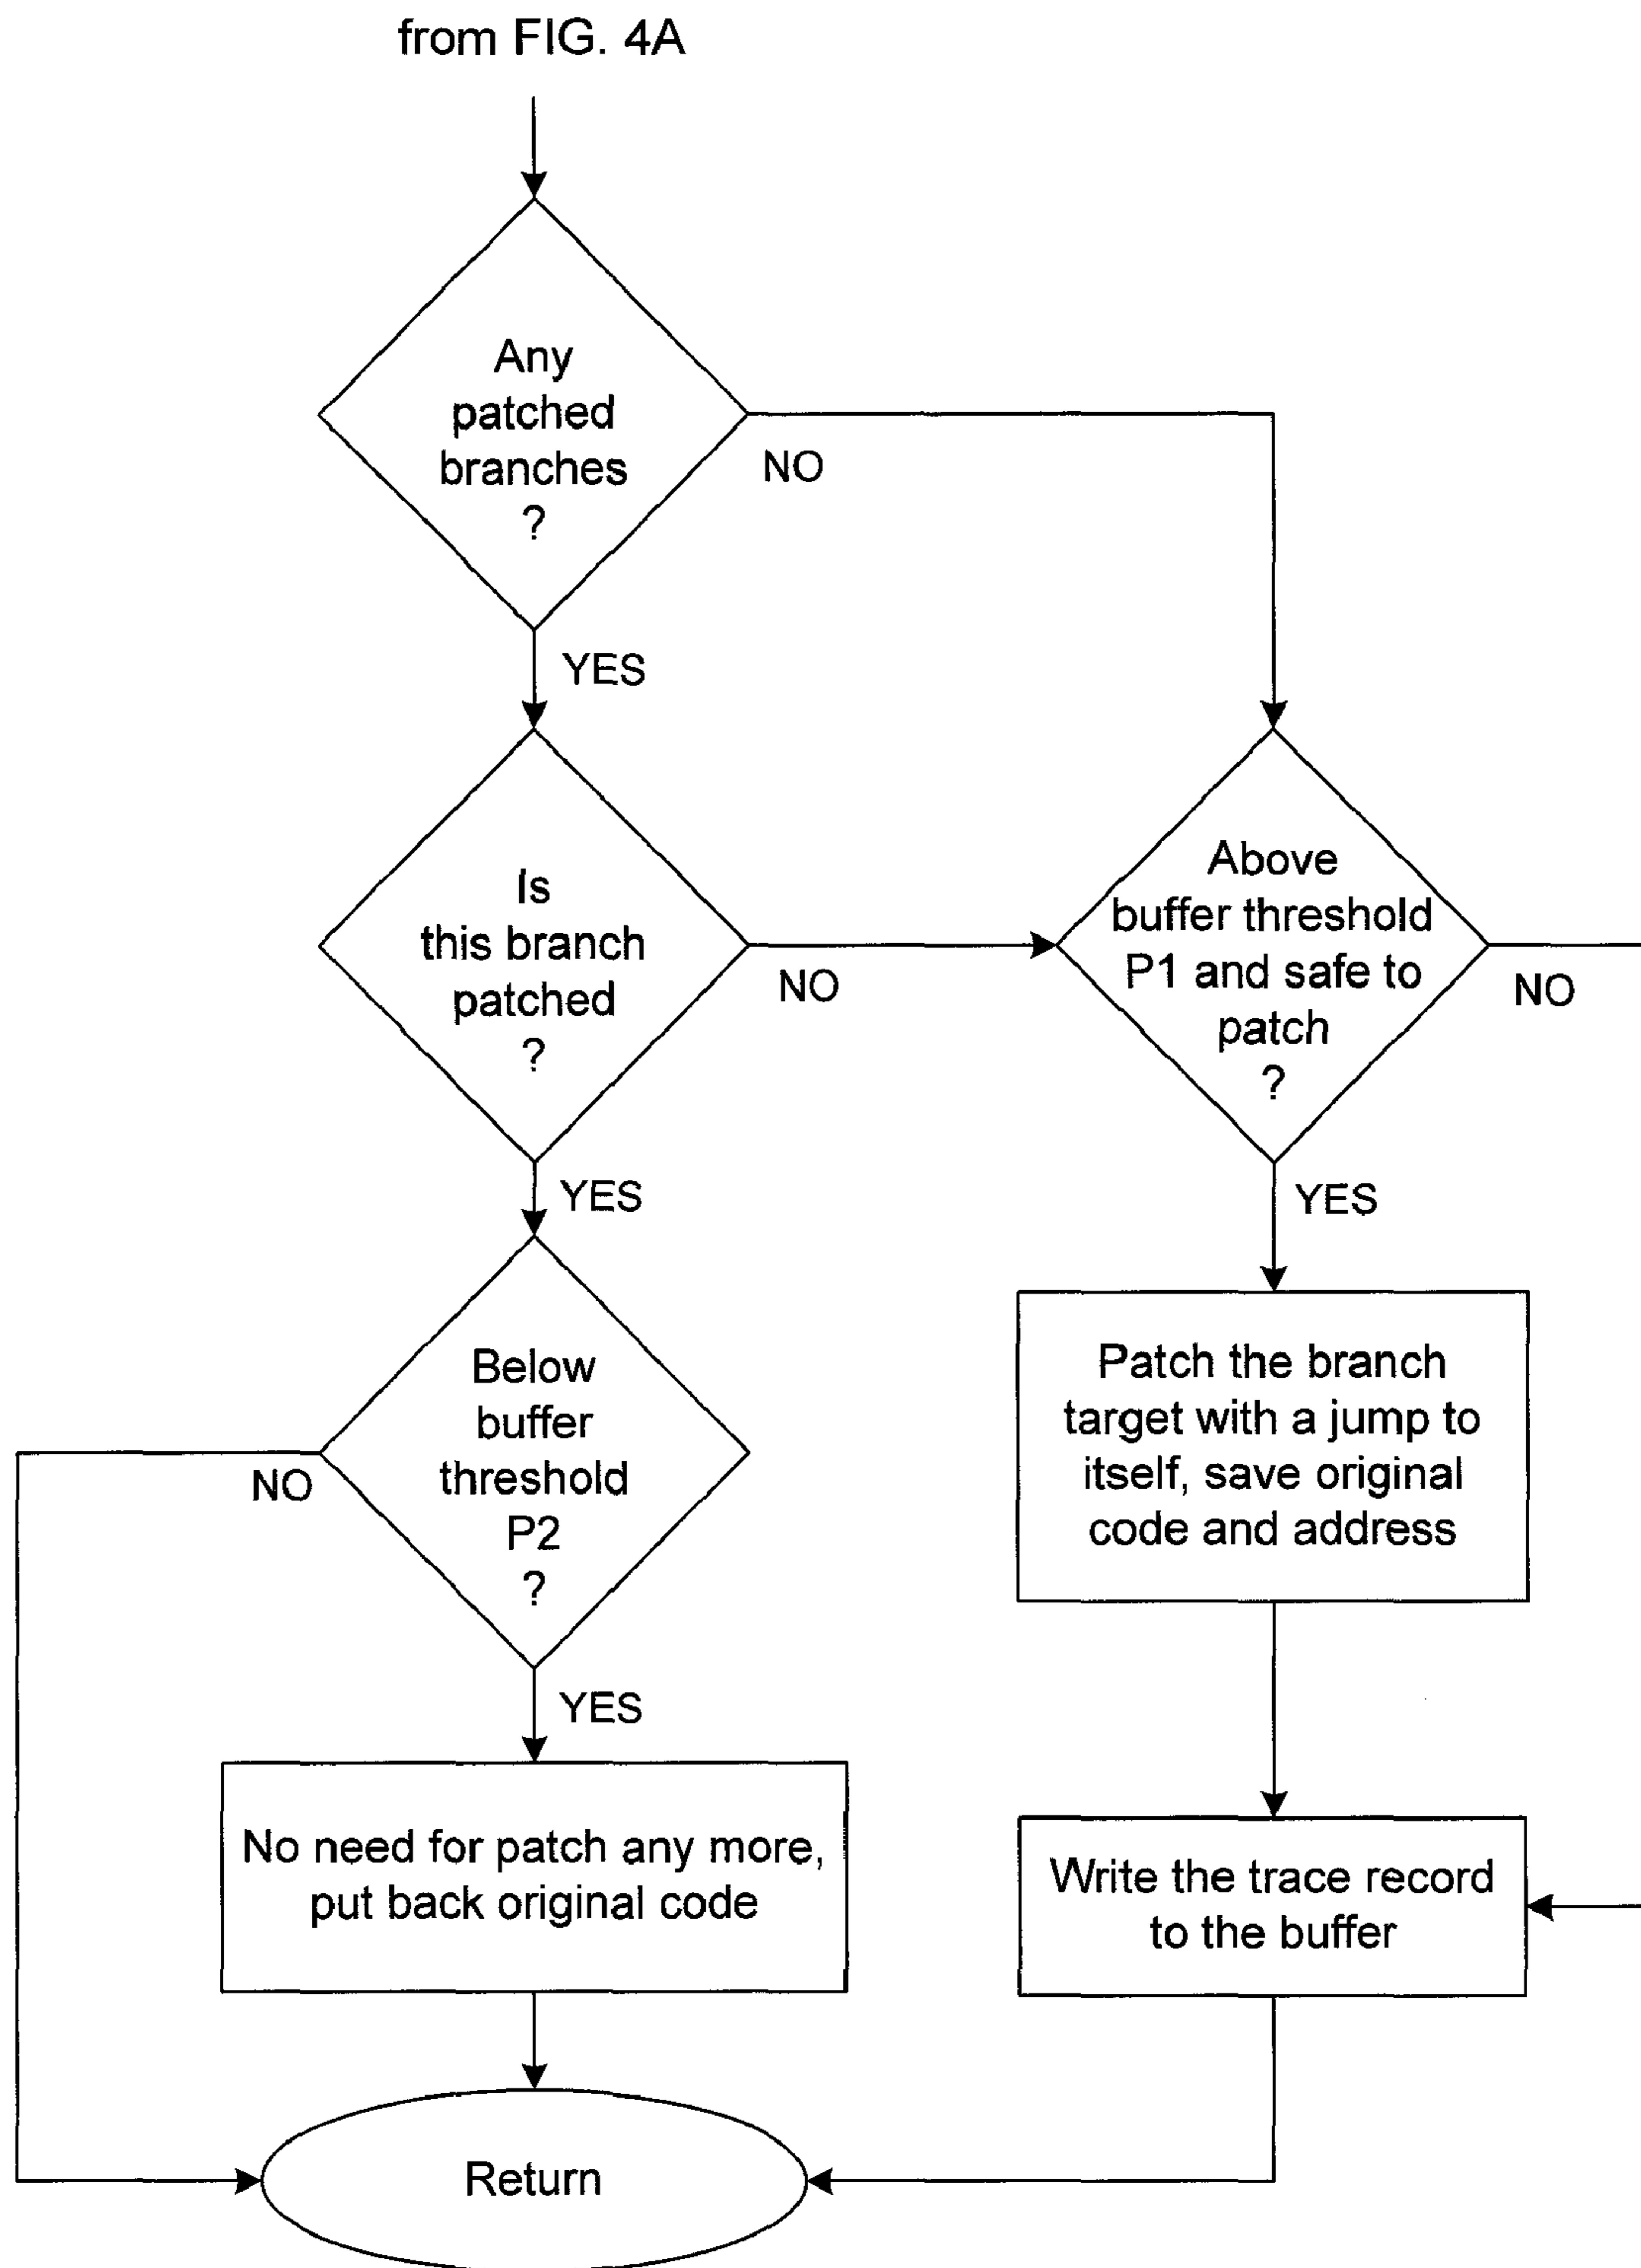 from FIG. 4A
Any
patched
branches
?
NO
YES
Is
this branch
patched
?
NO
YES
Above
buffer threshold
P1 and safe to
patch
?
NO
YES
Below
buffer
threshold
P2
?
NO
YES
Patch the branch
target with a jump to
itself, save original
code and address
No need for patch any more,
put back original code
Write the trace record
to the buffer
Return